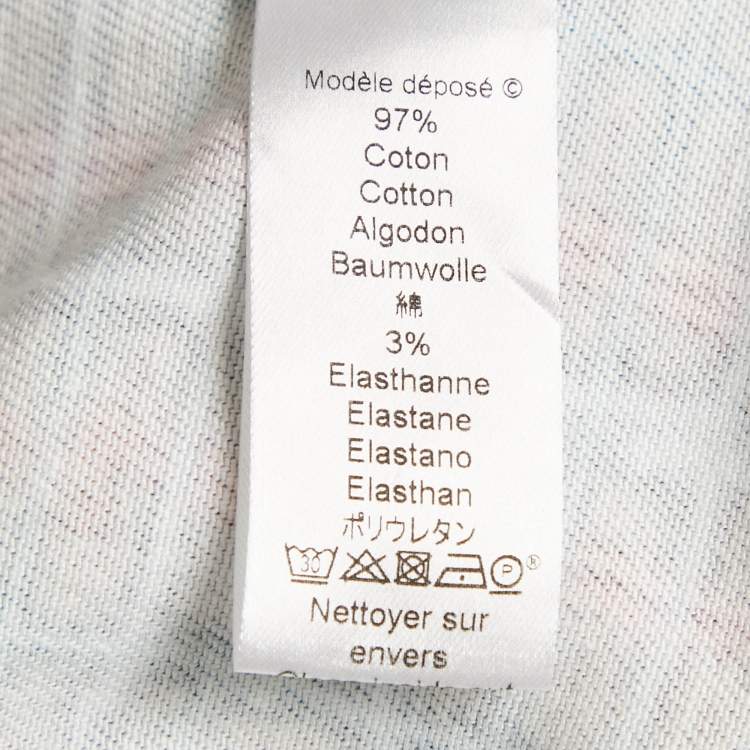 Modèle déposé ©
97%
Coton
Cotton
Algodon
Baumwolle
綿
3%
Elasthanne
Elastane
Elastano
Elasthan
ポリウレタン
30 P ®
Nettoyer sur
envers